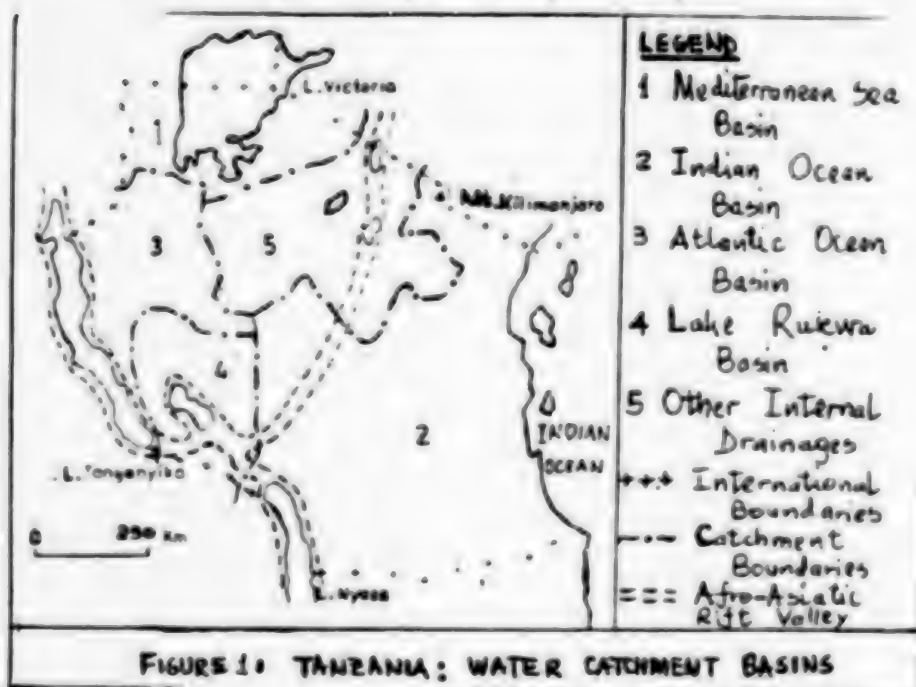 L.Victoria
1
Mt.Kilimanjaro
3
5
4
2
INDIAN
OCEAN
L.Tanganyika
0 250 Km
L.Nyasa
LEGEND
1 Mediterranean Sea
Basin
2 Indian Ocean
Basin
3 Atlantic Ocean
Basin
4 Lake Rukwa
Basin
5 Other Internal
Drainages
International
Boundaries
Catchment
Boundaries
Afro-Asiatic
Rift Valley
FIGURE 1: TANZANIA: WATER CATCHMENT BASINS